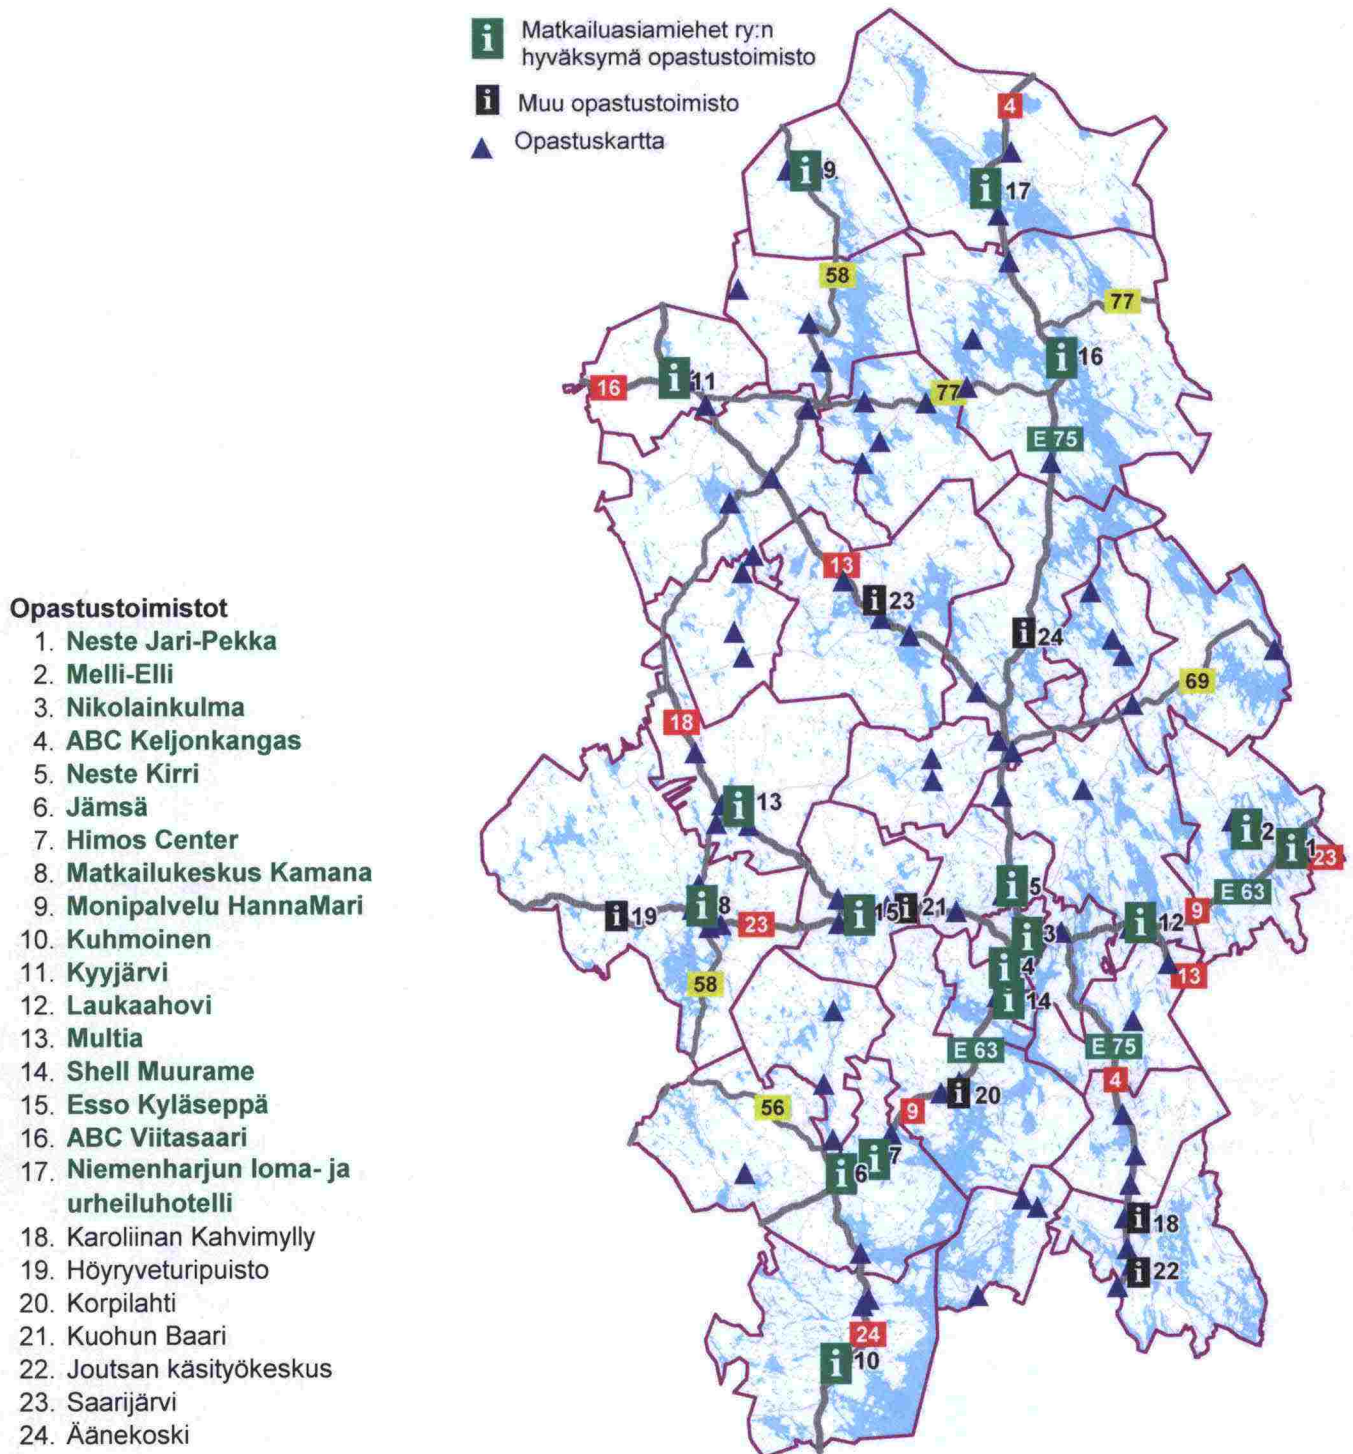 Matkailuasiamiehet ry:n
hyväksymä opastustoimisto
Muu opastustoimisto
Opastuskartta
4
9
17
58
77
16
16
11
77
E 75
13
23
24
69
18
13
2
1
23
E 63
5
9
8
15
21
12
19
23
3
4
13
58
14
E 63
E 75
4
20
56
9
7
6
18
22
24
10
Opastustoimistot
1. Neste Jari-Pekka
2. Melli-Elli
3. Nikolainkulma
4. ABC Keljonkangas
5. Neste Kirri
6. Jämsä
7. Himos Center
8. Matkailukeskus Kamana
9. Monipalvelu HannaMari
10. Kuhmoinen
11. Kyyjärvi
12. Laukaahovi
13. Multia
14. Shell Muurame
15. Esso Kyläseppä
16. ABC Viitasaari
17. Niemenharjun loma- ja
urheiluhotelli
18. Karoliinan Kahvimylly
19. Höyryveturipuisto
20. Korpilahti
21. Kuohun Baari
22. Joutsan käsityökeskus
23. Saarijärvi
24. Äänekoski